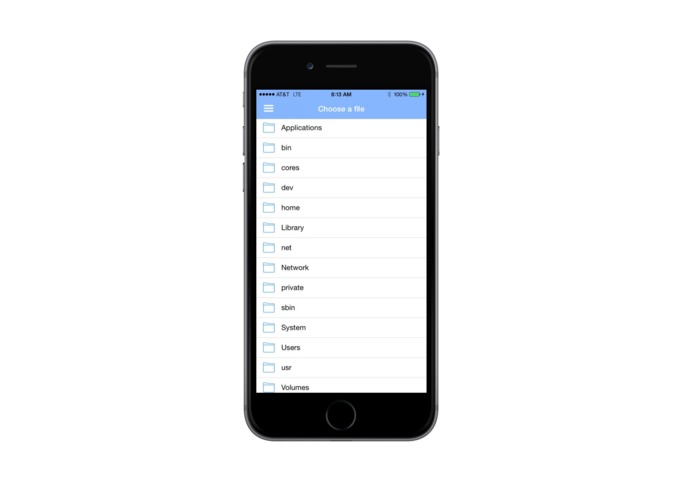 AT&T LTE 6:13 AM 100%
Choose a file
Applications
bin
cores
dev
home
Library
net
Network
private
sbin
System
Users
usr
Volumes